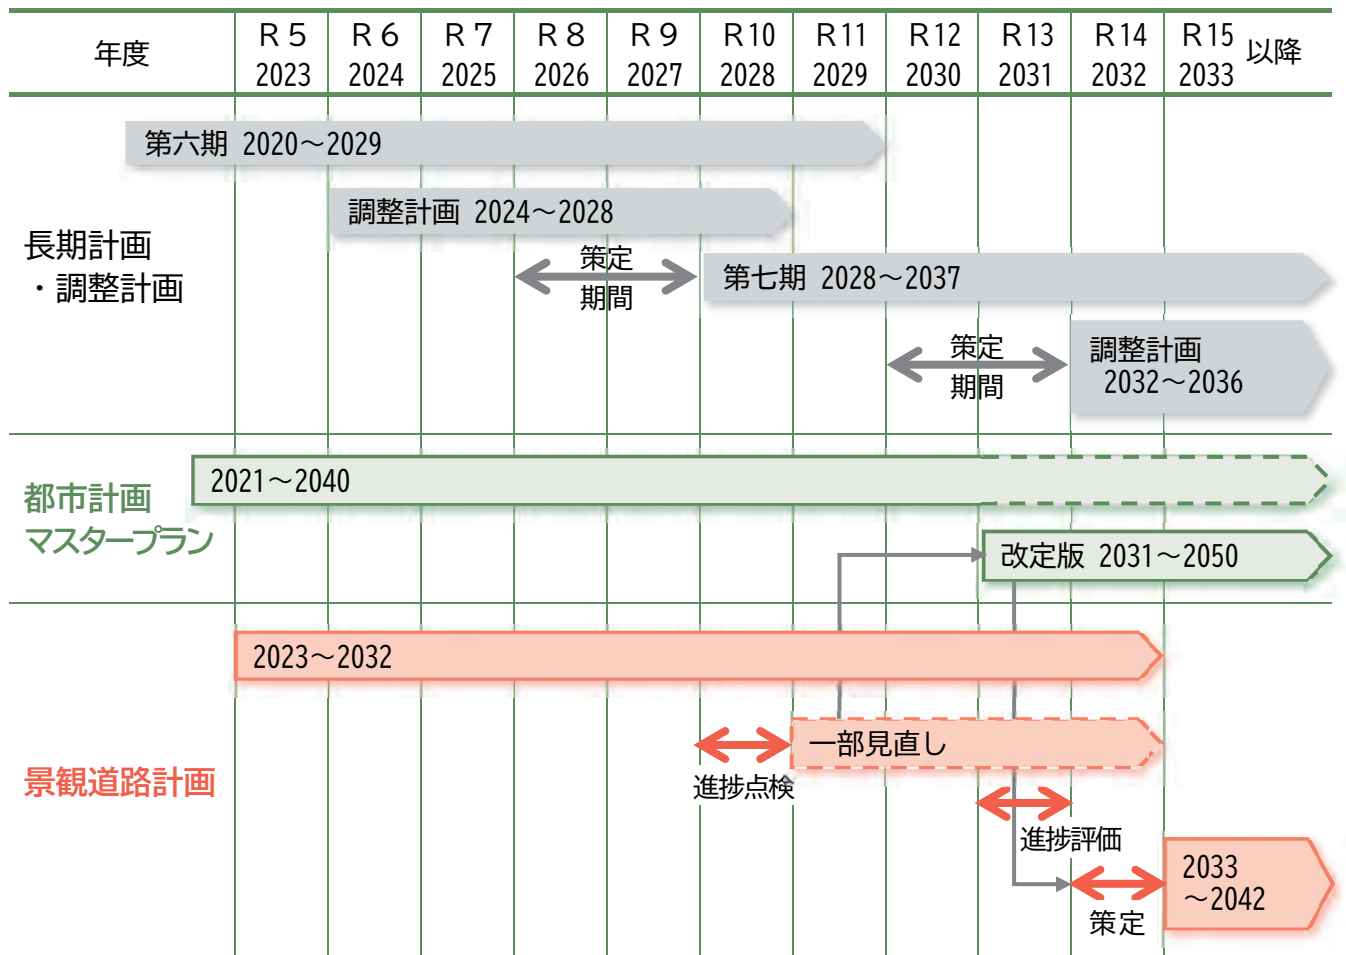 年度
R5 R6 R7 R8 R9 R10 R11 R12 R13 R14 R15 以降
2023 2024 2025 2026 2027 2028 2029 2030 2031 2032 2033
長期計画
・調整計画
第六期 2020～2029
調整計画 2024～2028
策定
期間
第七期 2028～2037
策定
期間
調整計画
2032～2036
都市計画
マスタープラン
2021～2040
改定版 2031～2050
景観道路計画
2023～2032
一部見直し
進捗点検
進捗評価
策定
2033
～2042